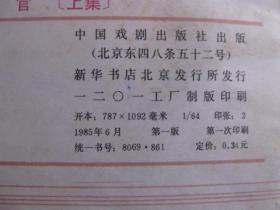 官 〔上集〕
中国戏剧出版社出版
(北京东四八条五十二号)
新华书店北京发行所发行
一二〇一工厂制版印刷
开本：787×1092毫米 1/64 印张：2
1985年6月 第一版 第一次印刷
统一书号：8069·861 定价：0.34元